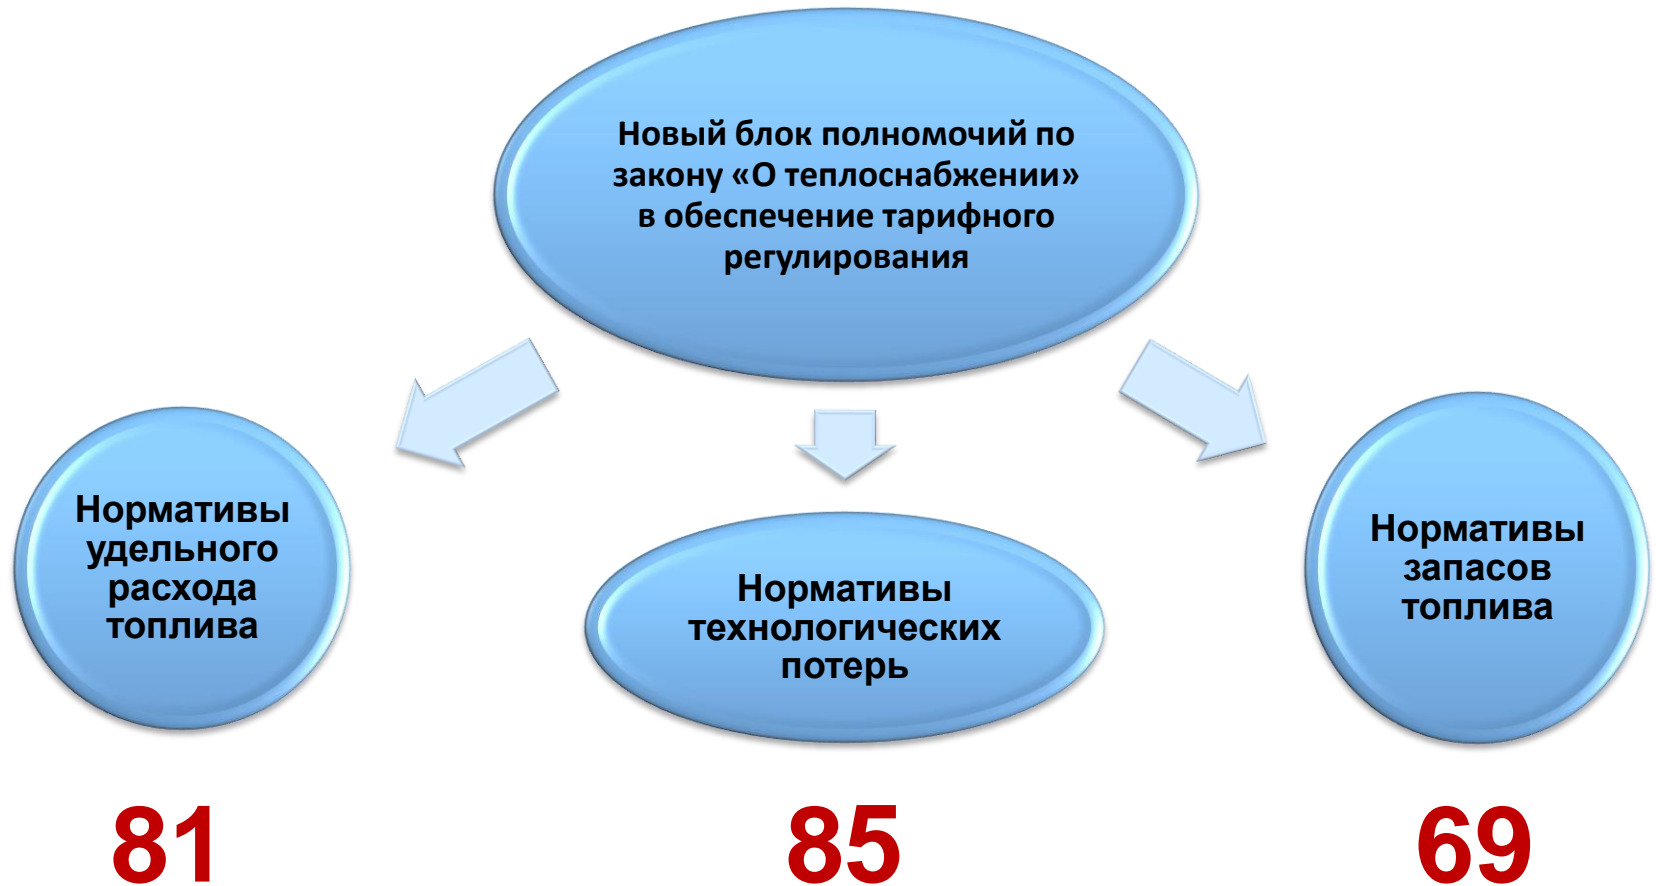 Новый блок полномочий по
закону «О теплоснабжении»
в обеспечение тарифного
регулирования
Нормативы
удельного
расхода
топлива
Нормативы
технологических
потерь
Нормативы
запасов
топлива
81
85
69